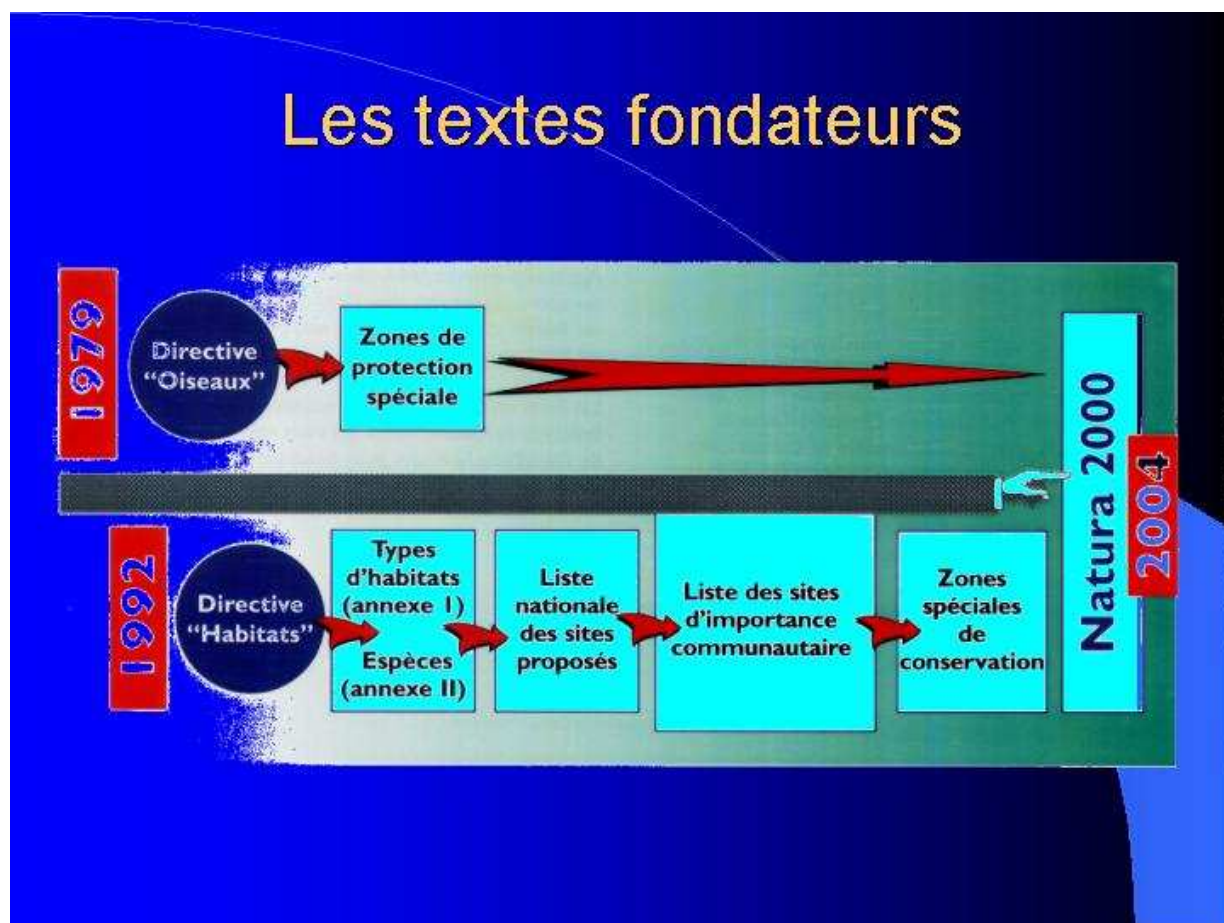 Les textes fondateurs
1979
Directive
"Oiseaux"
Zones de
protection
spéciale
1992
Directive
"Habitats"
Types
d'habitats
(annexe I)
Espèces
(annexe II)
Liste
nationale
des sites
proposés
Liste des sites
d'importance
communautaire
Zones
spéciales
de
conservation
Natura 2000
2004